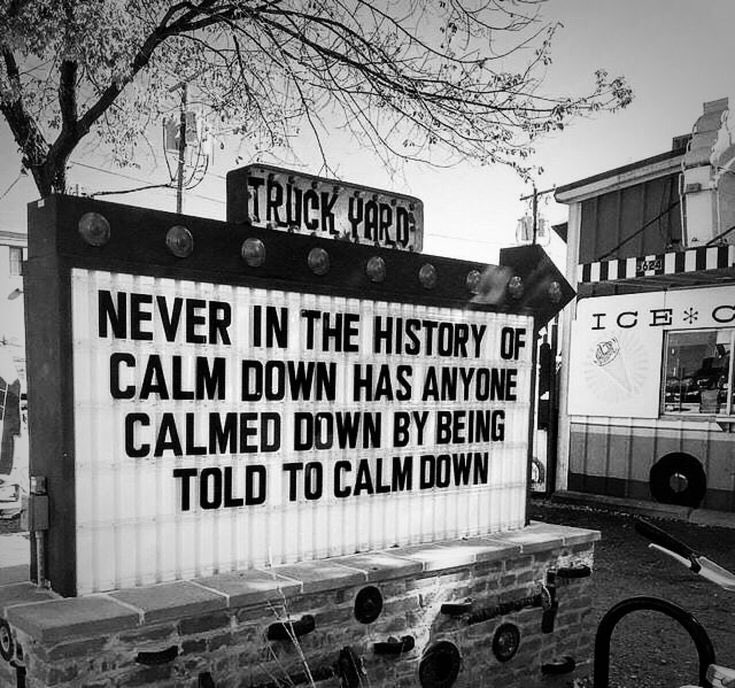 TRUCK YARD
5624
ICE * C
NEVER IN THE HISTORY OF
CALM DOWN HAS ANYONE
CALMED DOWN BY BEING
TOLD TO CALM DOWN